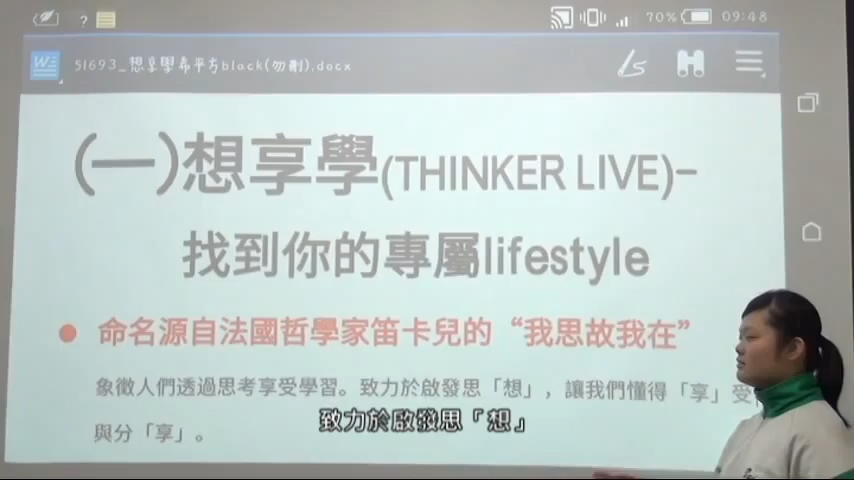 ? 70% 09:48
51693_想享學希平方block(勿刪).docx
(一)想享學(THINKER LIVE)-
找到你的專屬lifestyle
命名源自法國哲學家笛卡兒的“我思故我在”
象徵人們透過思考享受學習。致力於啟發思「想」，讓我們懂得「享」受
與分「享」。
致力於啟發思「想」